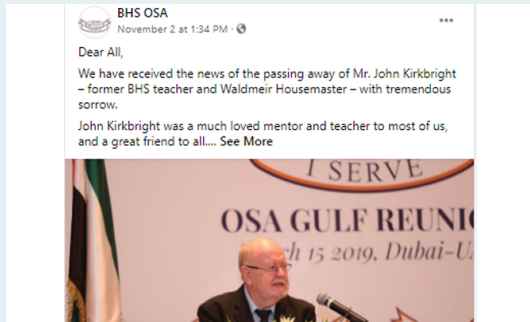 BHS OSA
November 2 at 1:34 PM ·
Dear All,
We have received the news of the passing away of Mr. John Kirkbright
– former BHS teacher and Waldmeir Housemaster – with tremendous
sorrow.
John Kirkbright was a much loved mentor and teacher to most of us,
and a great friend to all.... See More
I SERVE
OSA GULF REUNI
ch 15 2019, Dubai-U